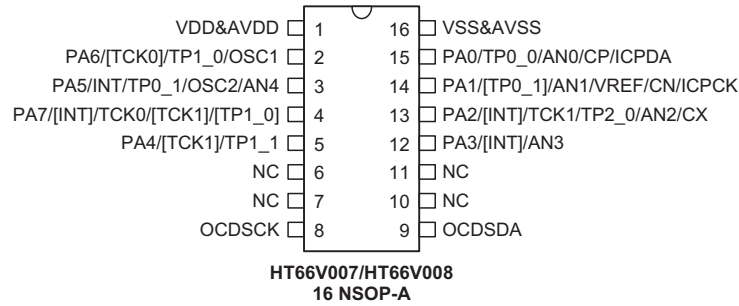 VDD&AVDD 1 16 VSS&AVSS
PA6/[TCK0]/TP1_0/OSC1 2 15 PA0/TP0_0/AN0/CP/ICPDA
PA5/INT/TP0_1/OSC2/AN4 3 14 PA1/[TP0_1]/AN1/VREF/CN/ICPCK
PA7/[INT]/TCK0/[TCK1]/[TP1_0] 4 13 PA2/[INT]/TCK1/TP2_0/AN2/CX
PA4/[TCK1]/TP1_1 5 12 PA3/[INT]/AN3
NC 6 11 NC
NC 7 10 NC
OCDSCK 8 9 OCDSDA
HT66V007/HT66V008
16 NSOP-A